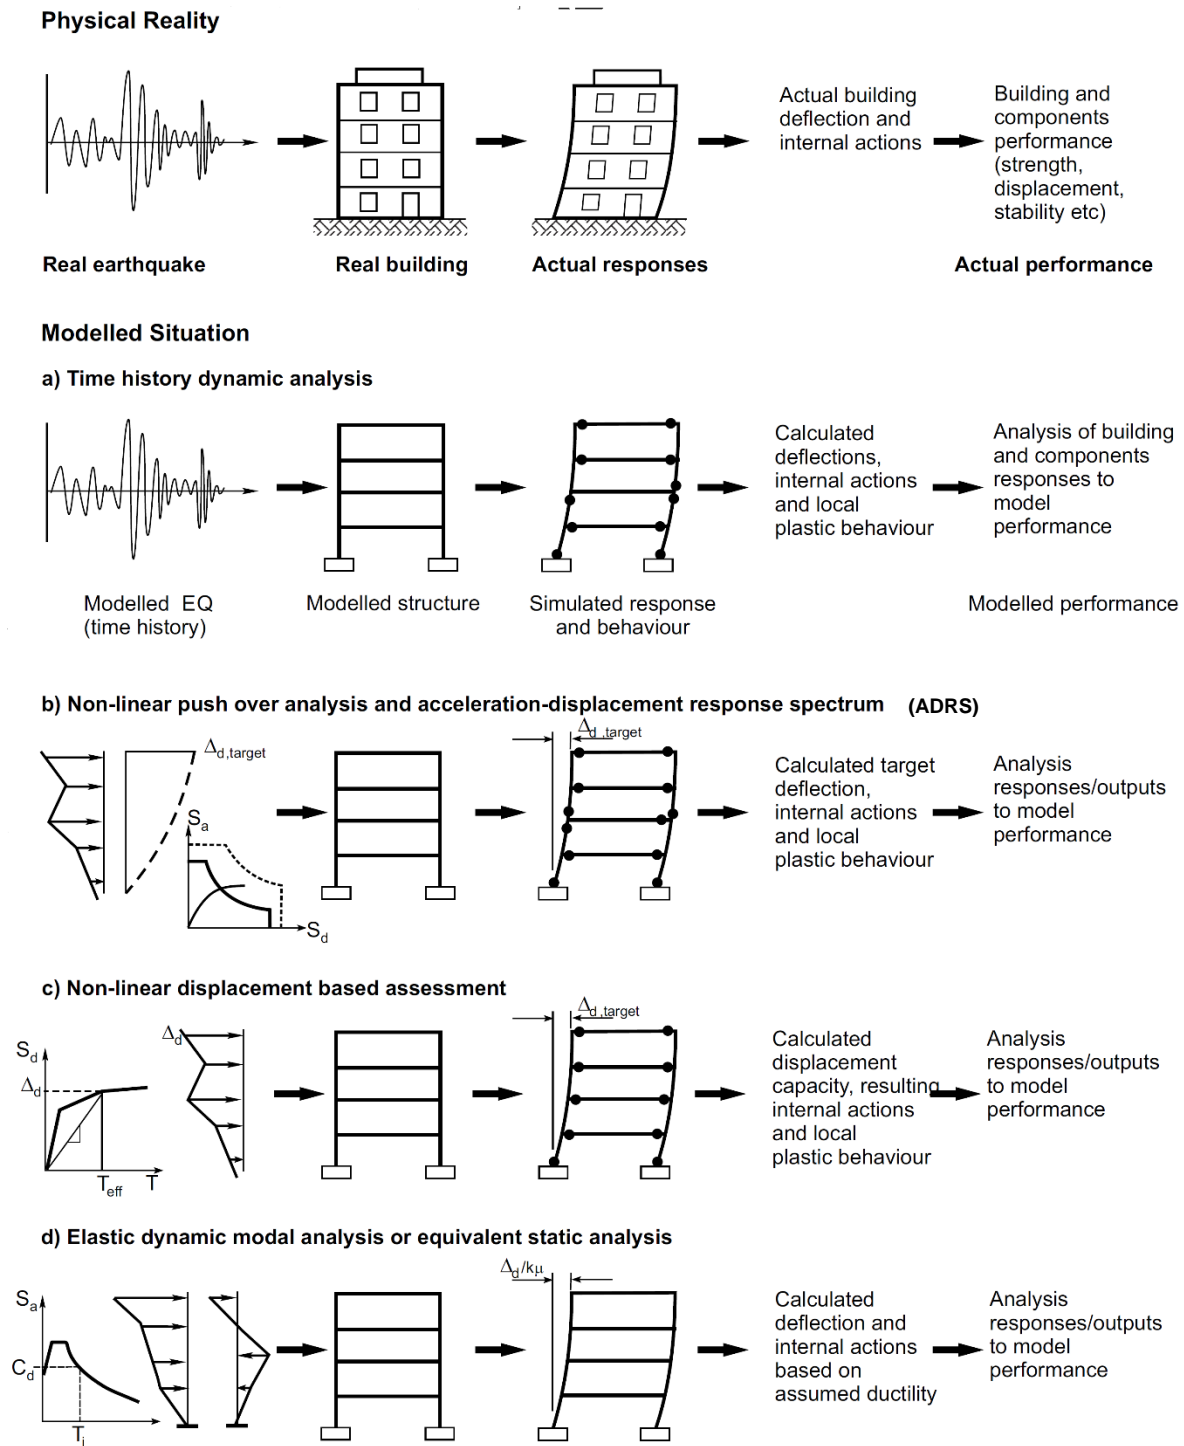 Physical Reality
Actual building
deflection and
internal actions
Building and
components
performance
(strength,
displacement,
stability etc)
Real earthquake
Real building
Actual responses
Actual performance
Modelled Situation
a) Time history dynamic analysis
Calculated
deflections,
internal actions
and local
plastic behaviour
Analysis of building
and components
responses to
model
performance
Modelled EQ
(time history)
Modelled structure
Simulated response
and behaviour
Modelled performance
b) Non-linear push over analysis and acceleration-displacement response spectrum (ADRS)
Δd,target
Sa
Sd
Δd,target
Calculated target
deflection,
internal actions
and local
plastic behaviour
Analysis
responses/outputs
to model
performance
c) Non-linear displacement based assessment
Sd
Δd
Teff
T
Δd
Δd,target
Calculated
displacement
capacity, resulting
internal actions
and local
plastic behaviour
Analysis
responses/outputs
to model
performance
d) Elastic dynamic modal analysis or equivalent static analysis
Sa
Cd
Ti
Δd/kμ
Calculated
deflection and
internal actions
based on
assumed ductility
Analysis
responses/outputs
to model
performance